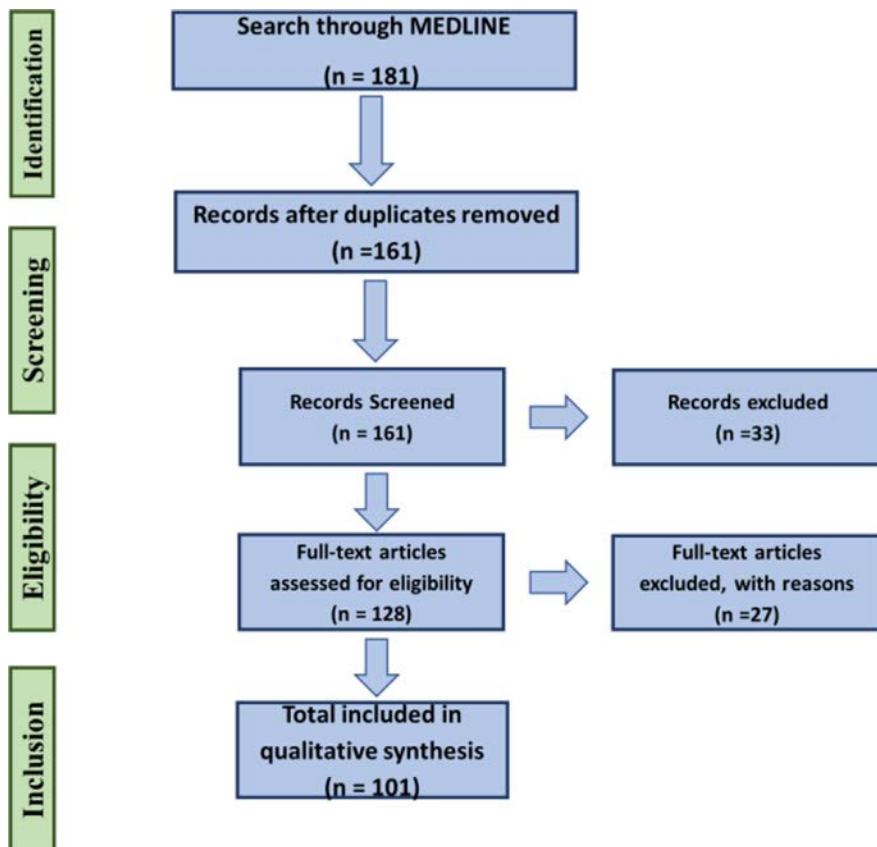 Identification
Search through MEDLINE
(n = 181)
Records after duplicates removed
(n =161)
Screening
Records Screened
(n = 161)
Records excluded
(n =33)
Eligibility
Full-text articles
assessed for eligibility
(n = 128)
Full-text articles
excluded, with reasons
(n =27)
Inclusion
Total included in
qualitative synthesis
(n = 101)